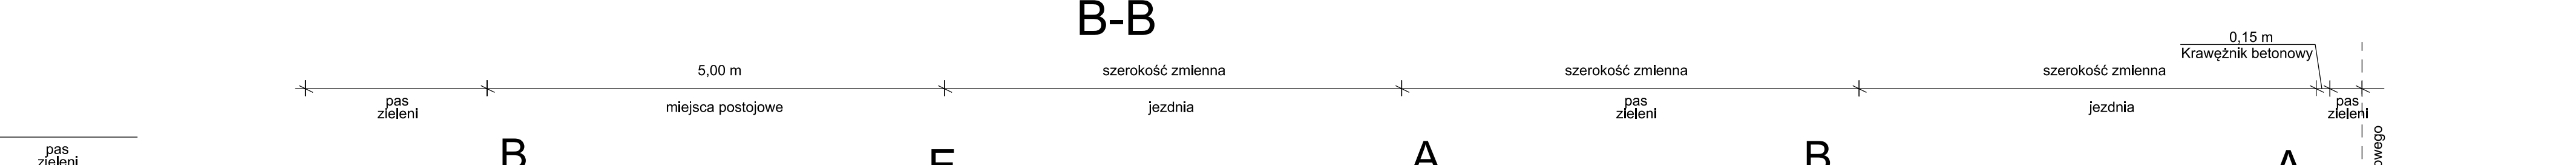 B-B
0,15 m
Krawężnik betonowy
5,00 m
szerokość zmienna
szerokość zmienna
szerokość zmienna
pas
zieleni
miejsca postojowe
jezdnia
pas
zieleni
jezdnia
pas
zieleni
pas
zieleni
B
A
B
A